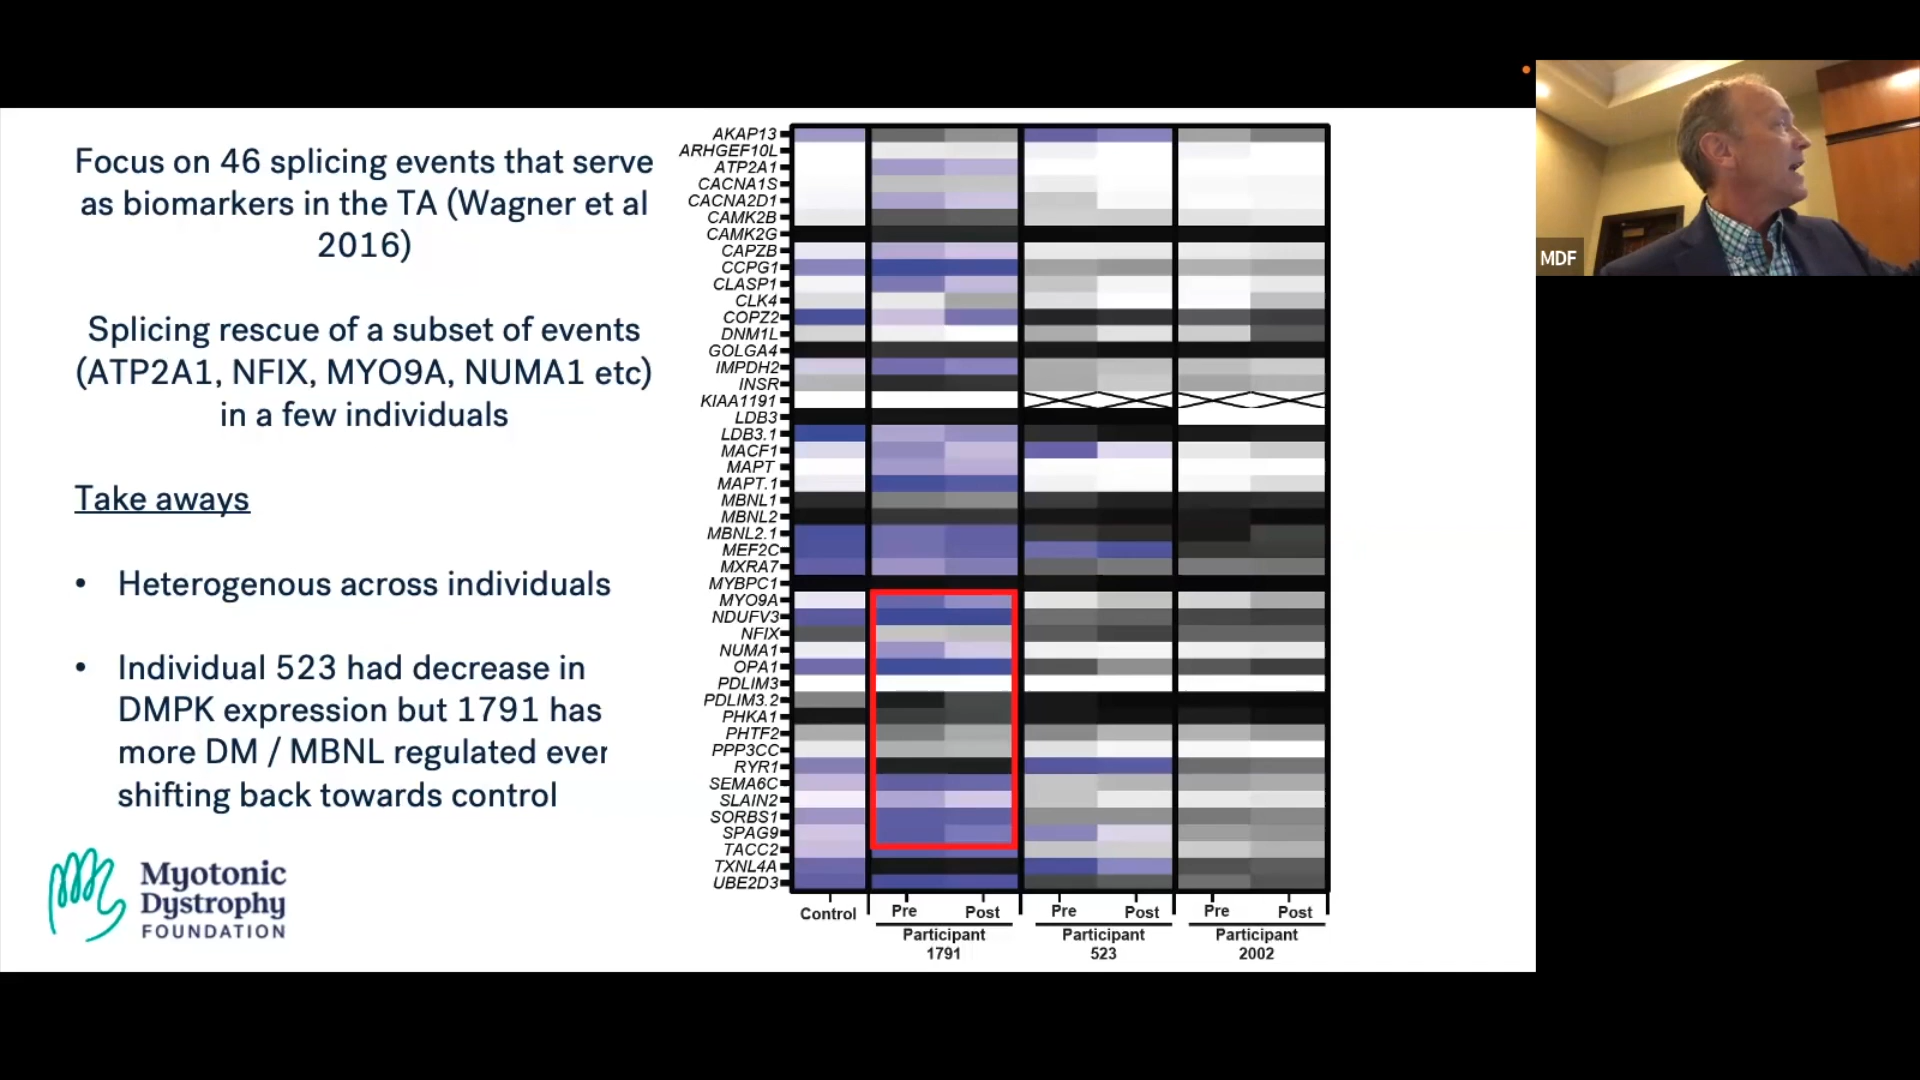 Focus on 46 splicing events that serve
as biomarkers in the TA (Wagner et al
2016)
Splicing rescue of a subset of events
(ATP2A1, NFIX, MYO9A, NUMA1 etc)
in a few individuals
Take aways
• Heterogenous across individuals
• Individual 523 had decrease in
DMPK expression but 1791 has
more DM / MBNL regulated ever
shifting back towards control
Myotonic
Dystrophy
FOUNDATION
AKAP13
ARHGEF10L
ATP2A1
CACNA1S
CACNA2D1
CAMK2B
CAMK2G
CAPZB
CCPG1
CLASP1
CLK4
COPZ2
DNM1L
GOLGA4
IMPDH2
INSR
KIAA1191
LDB3
LDB3.1
MACF1
MAPT
MAPT.1
MBNL1
MBNL2
MBNL2.1
MEF2C
MXRA7
MYBPC1
MYO9A
NDUFV3
NFIX
NUMA1
OPA1
PDLIM3
PDLIM3.2
PHKA1
PHTF2
PPP3CC
RYR1
SEMA6C
SLAIN2
SORBS1
SPAG9
TACC2
TXNL4A
UBE2D3
Control Pre Post Pre Post Pre Post
Participant Participant Participant
1791 523 2002
MDF